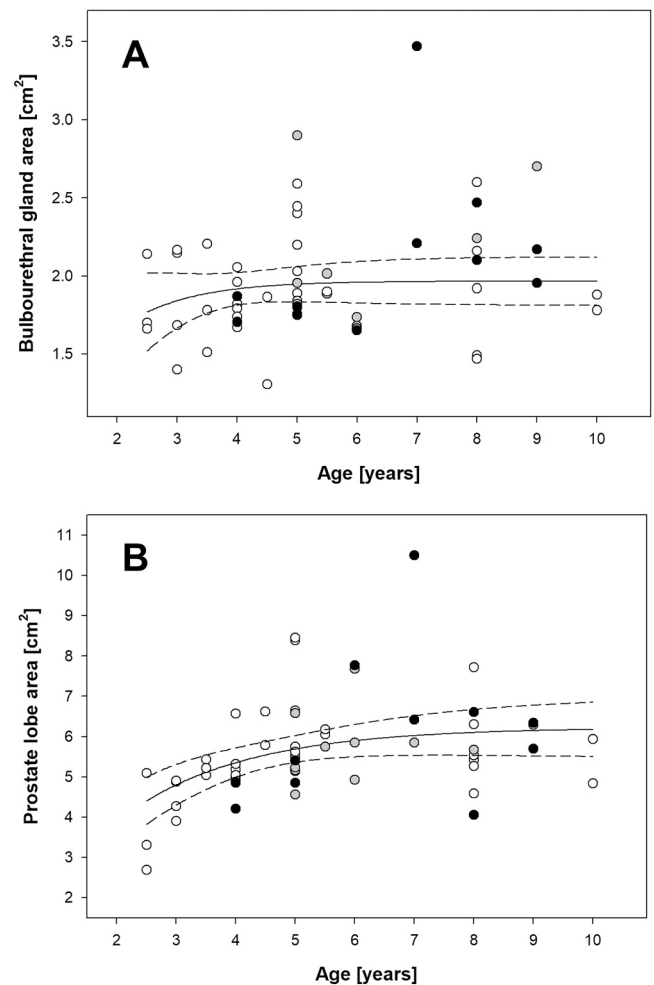 A
3.5
3.0
2.5
2.0
1.5
Bulbourethral gland area [cm²]
2 3 4 5 6 7 8 9 10
Age [years]
B
11
10
9
8
7
6
5
4
3
2
Prostate lobe area [cm²]
2 3 4 5 6 7 8 9 10
Age [years]